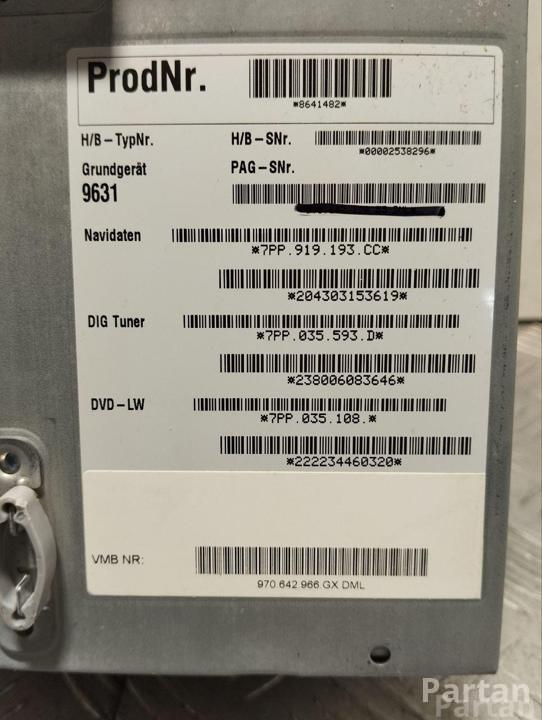 ProdNr.
*8641482*
H/B-TypNr.
H/B-SNr.
*00002538296*
Grundgerät
PAG-SNr.
9631
Navidaten
*7PP.919.193.CC*
*204303153619*
DIG Tuner
*7PP.035.593.D*
*238006083646*
DVD-LW
*7PP.035.108.*
*222234460320*
VMB NR:
970.642.966.GX DML
Partan
Partan